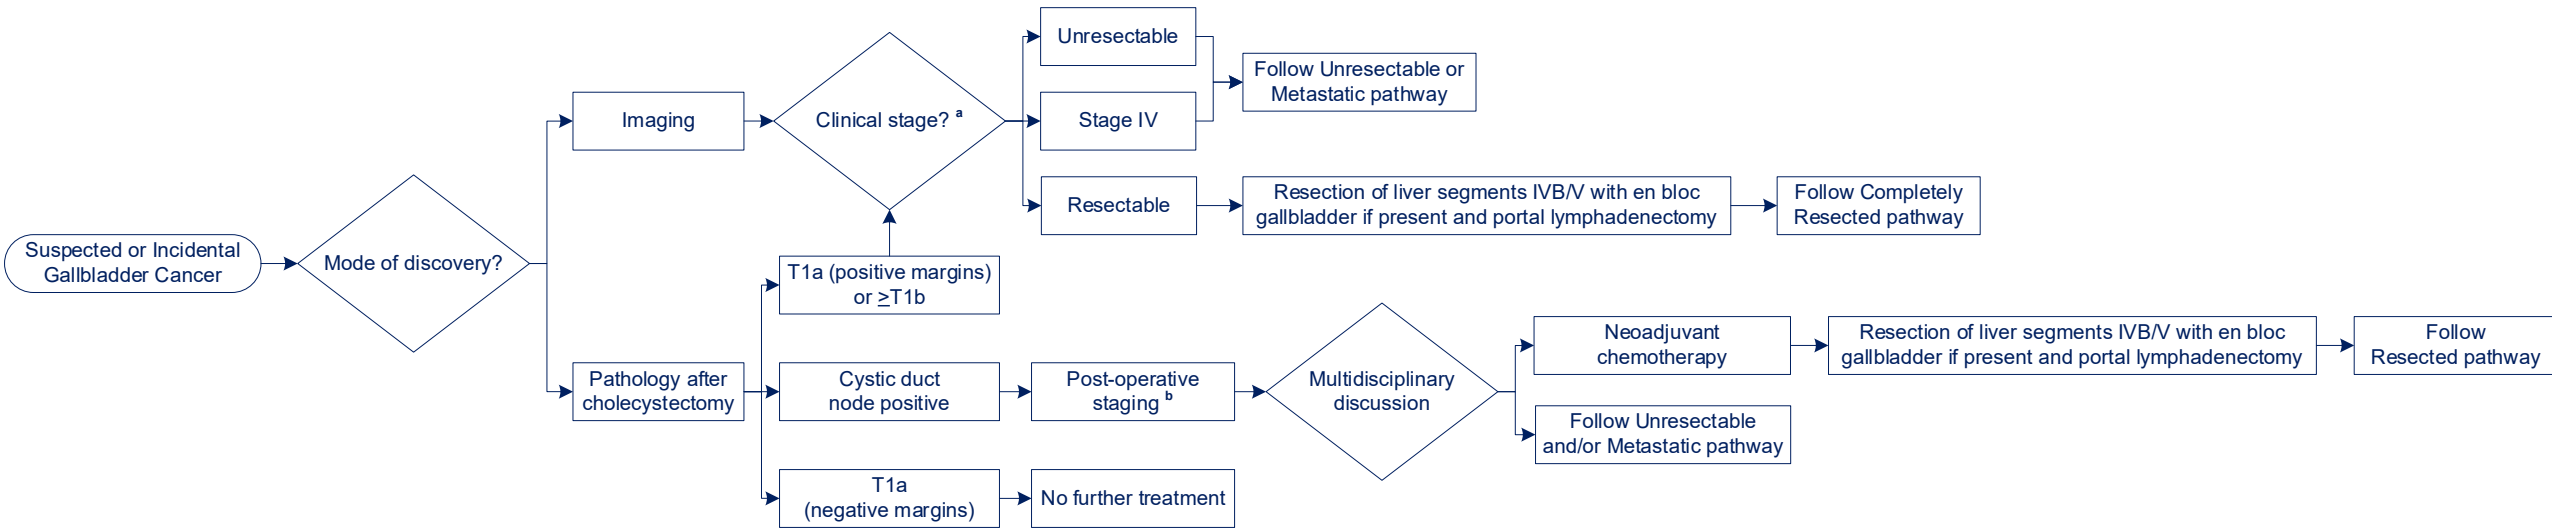 Suspected or Incidental
Gallbladder Cancer
Mode of discovery?
Imaging
Clinical stage? a
Unresectable
Stage IV
Follow Unresectable or
Metastatic pathway
Resectable
Resection of liver segments IVB/V with en bloc
gallbladder if present and portal lymphadenectomy
Follow Completely
Resected pathway
Pathology after
cholecystectomy
T1a (positive margins)
or ≥T1b
Cystic duct
node positive
Post-operative
staging b
Multidisciplinary
discussion
Neoadjuvant
chemotherapy
Resection of liver segments IVB/V with en bloc
gallbladder if present and portal lymphadenectomy
Follow
Resected pathway
Follow Unresectable
and/or Metastatic pathway
T1a
(negative margins)
No further treatment